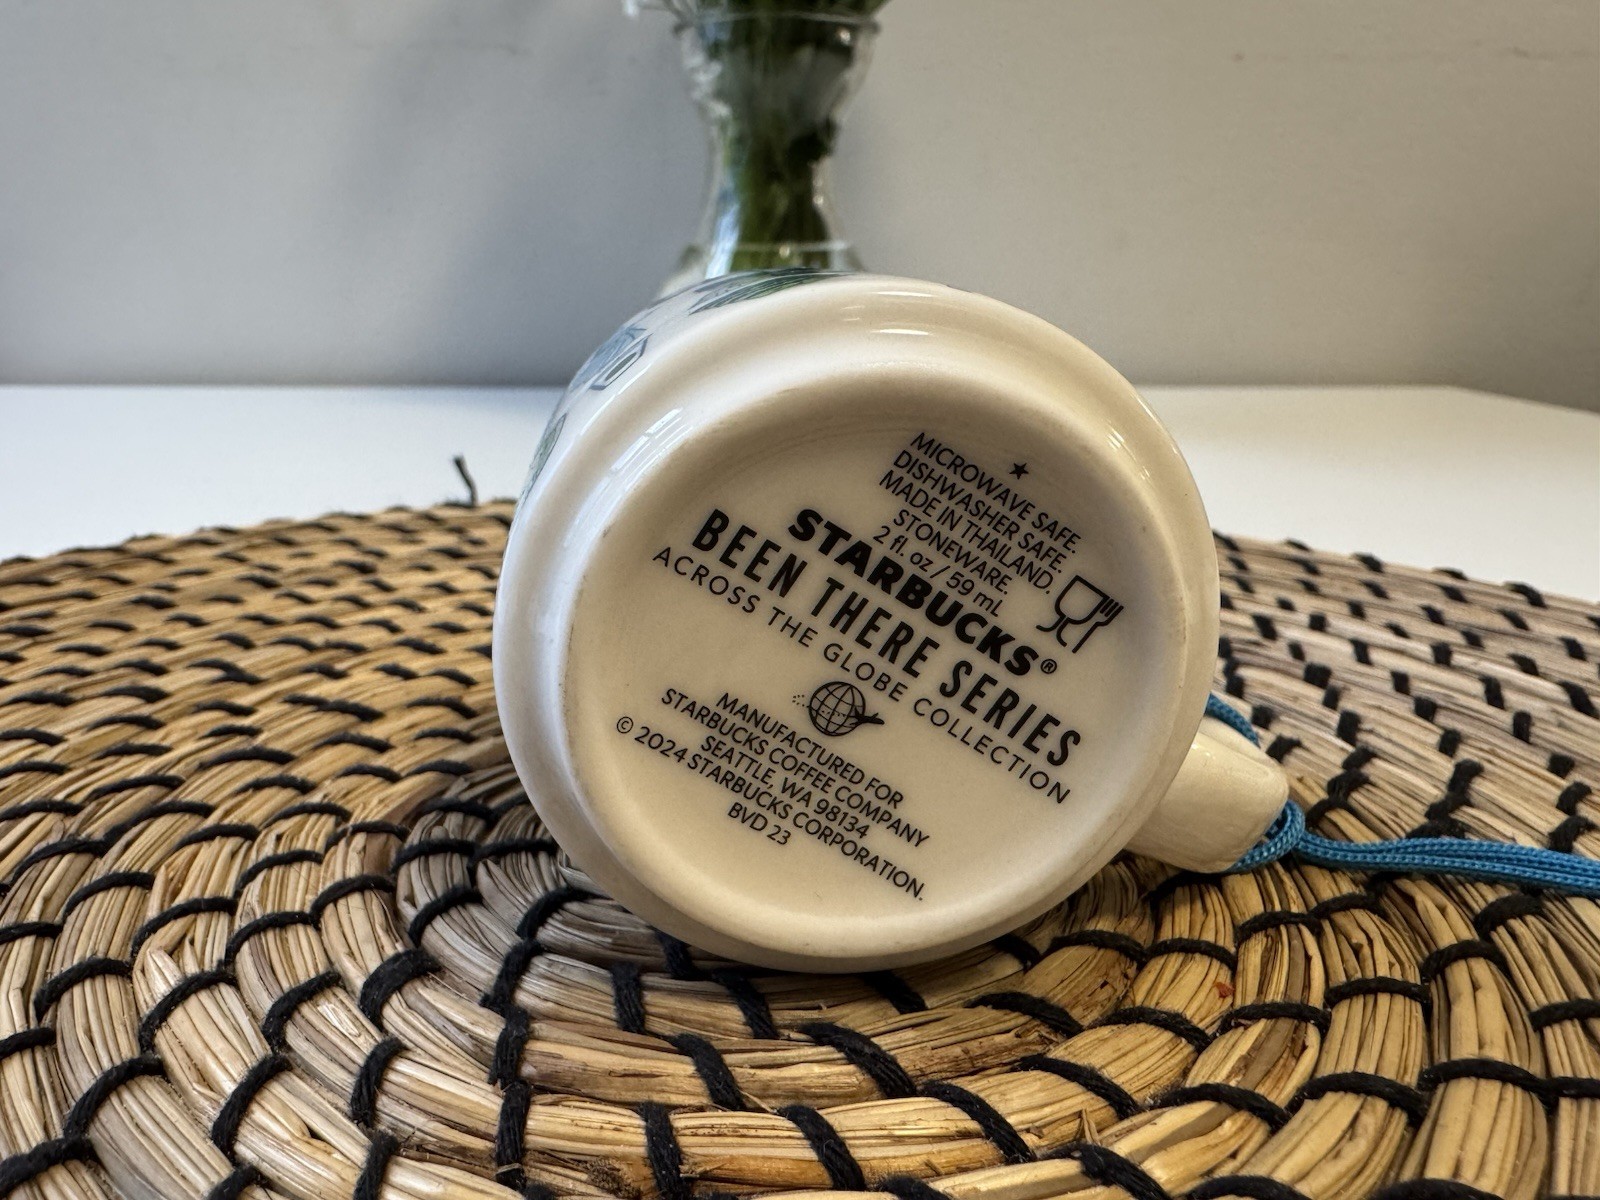 MICROWAVE SAFE.
DISHWASHER SAFE.
MADE IN THAILAND.
STONEWARE.
2 fl. oz / 59 mL
STARBUCKS®
BEEN THERE SERIES
ACROSS THE GLOBE COLLECTION
MANUFACTURED FOR
STARBUCKS COFFEE COMPANY
SEATTLE, WA 98134
© 2024 STARBUCKS CORPORATION.
BVD 23